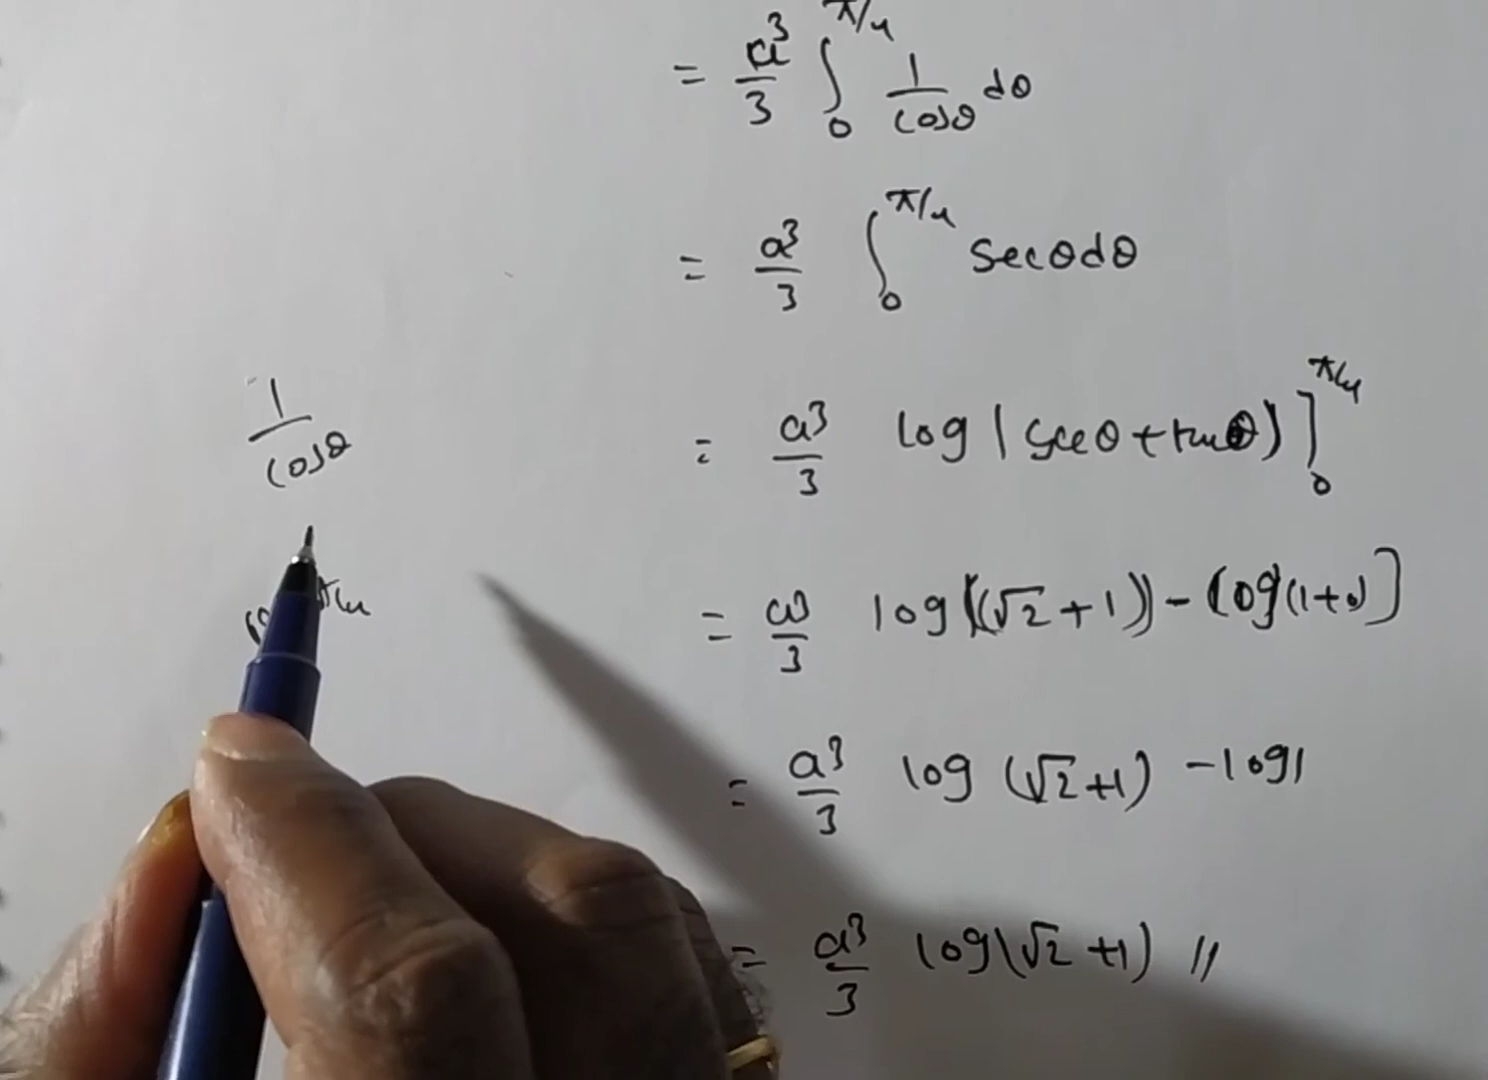 = a³/3 ∫₀^π/4 1/cosθ dθ
= a³/3 ∫₀^π/4 secθdθ
1/cosθ
= a³/3 log|secθ+tanθ)]₀^π/4
π/4
= a³/3 log((√2+1))-log(1+0)]
= a³/3 log (√2+1) -log1
= a³/3 log(√2+1) //